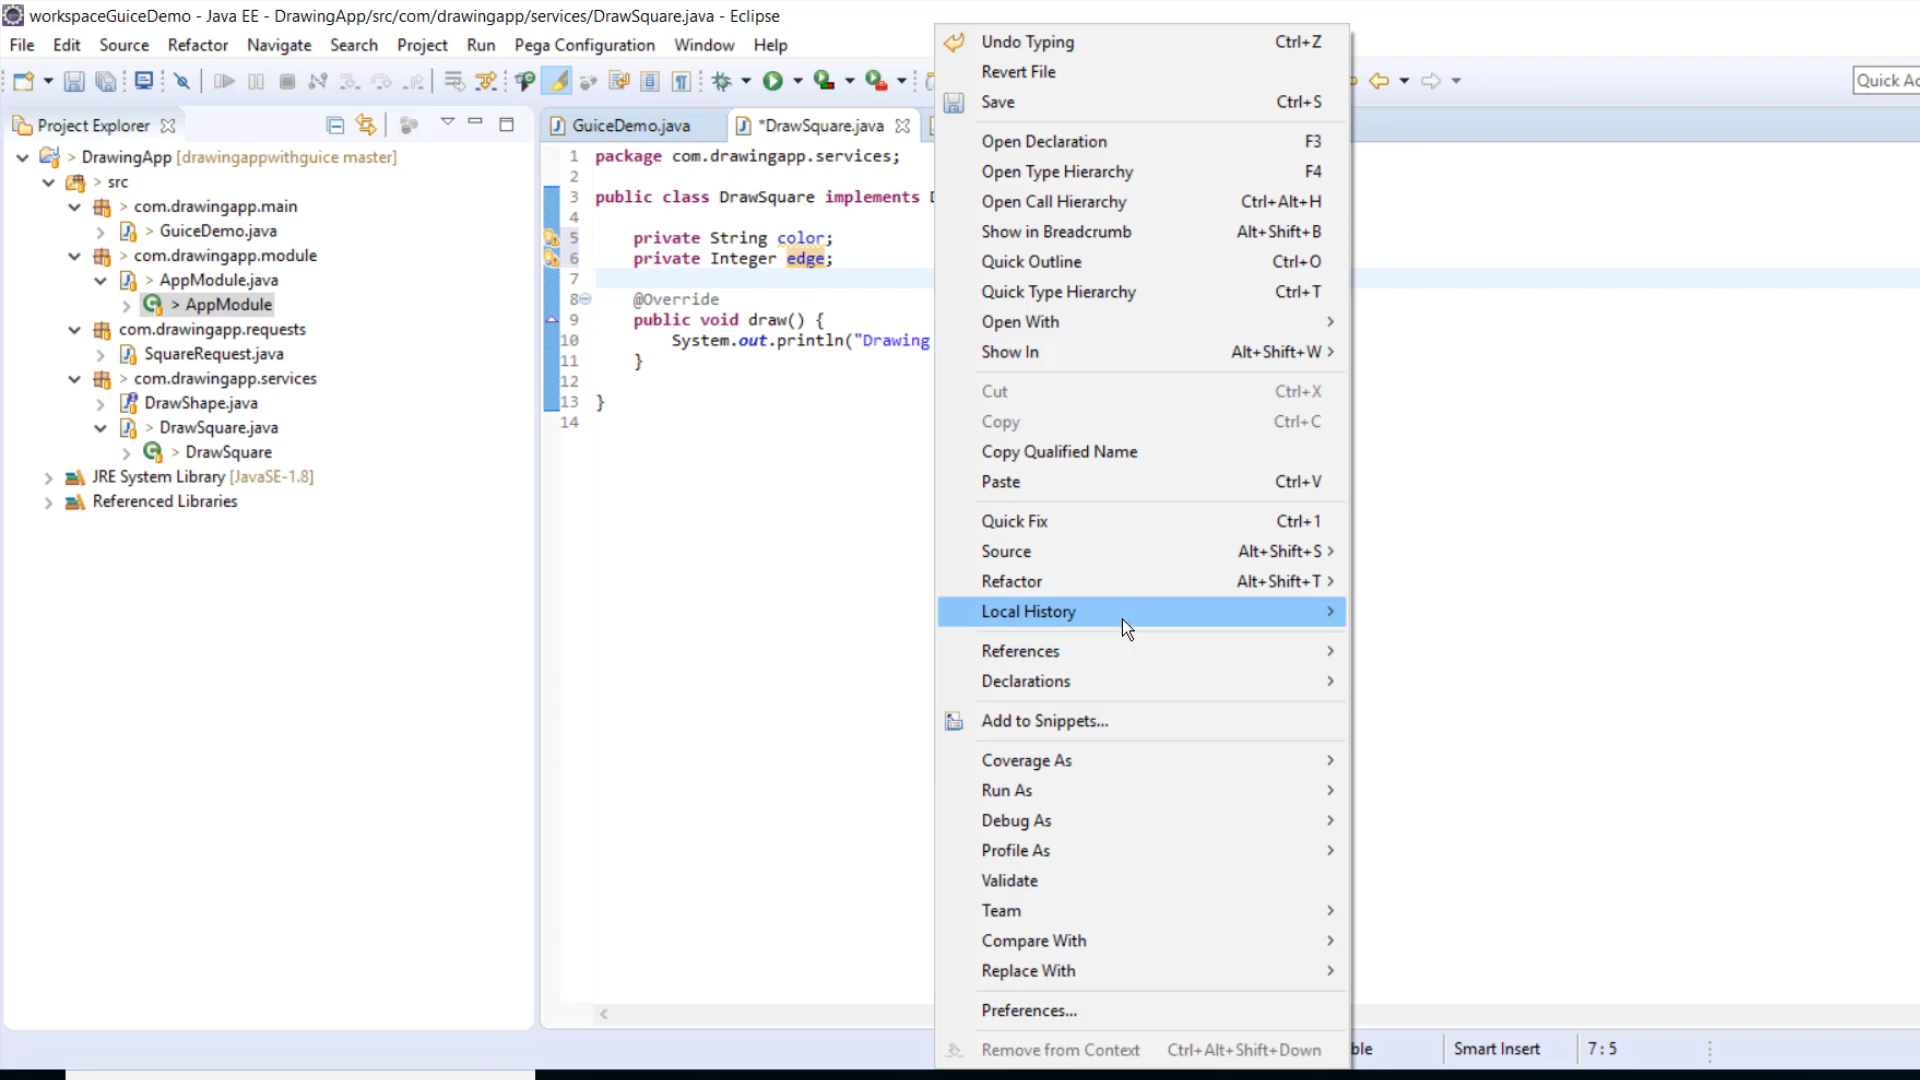 workspaceGuiceDemo - Java EE - DrawingApp/src/com/drawingapp/services/DrawSquare.java - Eclipse
File Edit Source Refactor Navigate Search Project Run Pega Configuration Window Help
Quick Ac
Project Explorer
> DrawingApp [drawingappwithguice master]
> src
> com.drawingapp.main
> GuiceDemo.java
> com.drawingapp.module
> AppModule.java
> AppModule
com.drawingapp.requests
SquareRequest.java
> com.drawingapp.services
DrawShape.java
> DrawSquare.java
> DrawSquare
JRE System Library [JavaSE-1.8]
Referenced Libraries
GuiceDemo.java *DrawSquare.java
1 package com.drawingapp.services;
2
3 public class DrawSquare implements D
4
5 private String color;
6 private Integer edge;
7
8 @Override
9 public void draw() {
10 System.out.println("Drawing
11 }
12
13 }
14
Undo Typing Ctrl+Z
Revert File
Save Ctrl+S
Open Declaration F3
Open Type Hierarchy F4
Open Call Hierarchy Ctrl+Alt+H
Show in Breadcrumb Alt+Shift+B
Quick Outline Ctrl+O
Quick Type Hierarchy Ctrl+T
Open With >
Show In Alt+Shift+W >
Cut Ctrl+X
Copy Ctrl+C
Copy Qualified Name
Paste Ctrl+V
Quick Fix Ctrl+1
Source Alt+Shift+S >
Refactor Alt+Shift+T >
Local History >
References >
Declarations >
Add to Snippets...
Coverage As >
Run As >
Debug As >
Profile As >
Validate
Team >
Compare With >
Replace With >
Preferences...
Remove from Context Ctrl+Alt+Shift+Down
ble Smart Insert 7 : 5